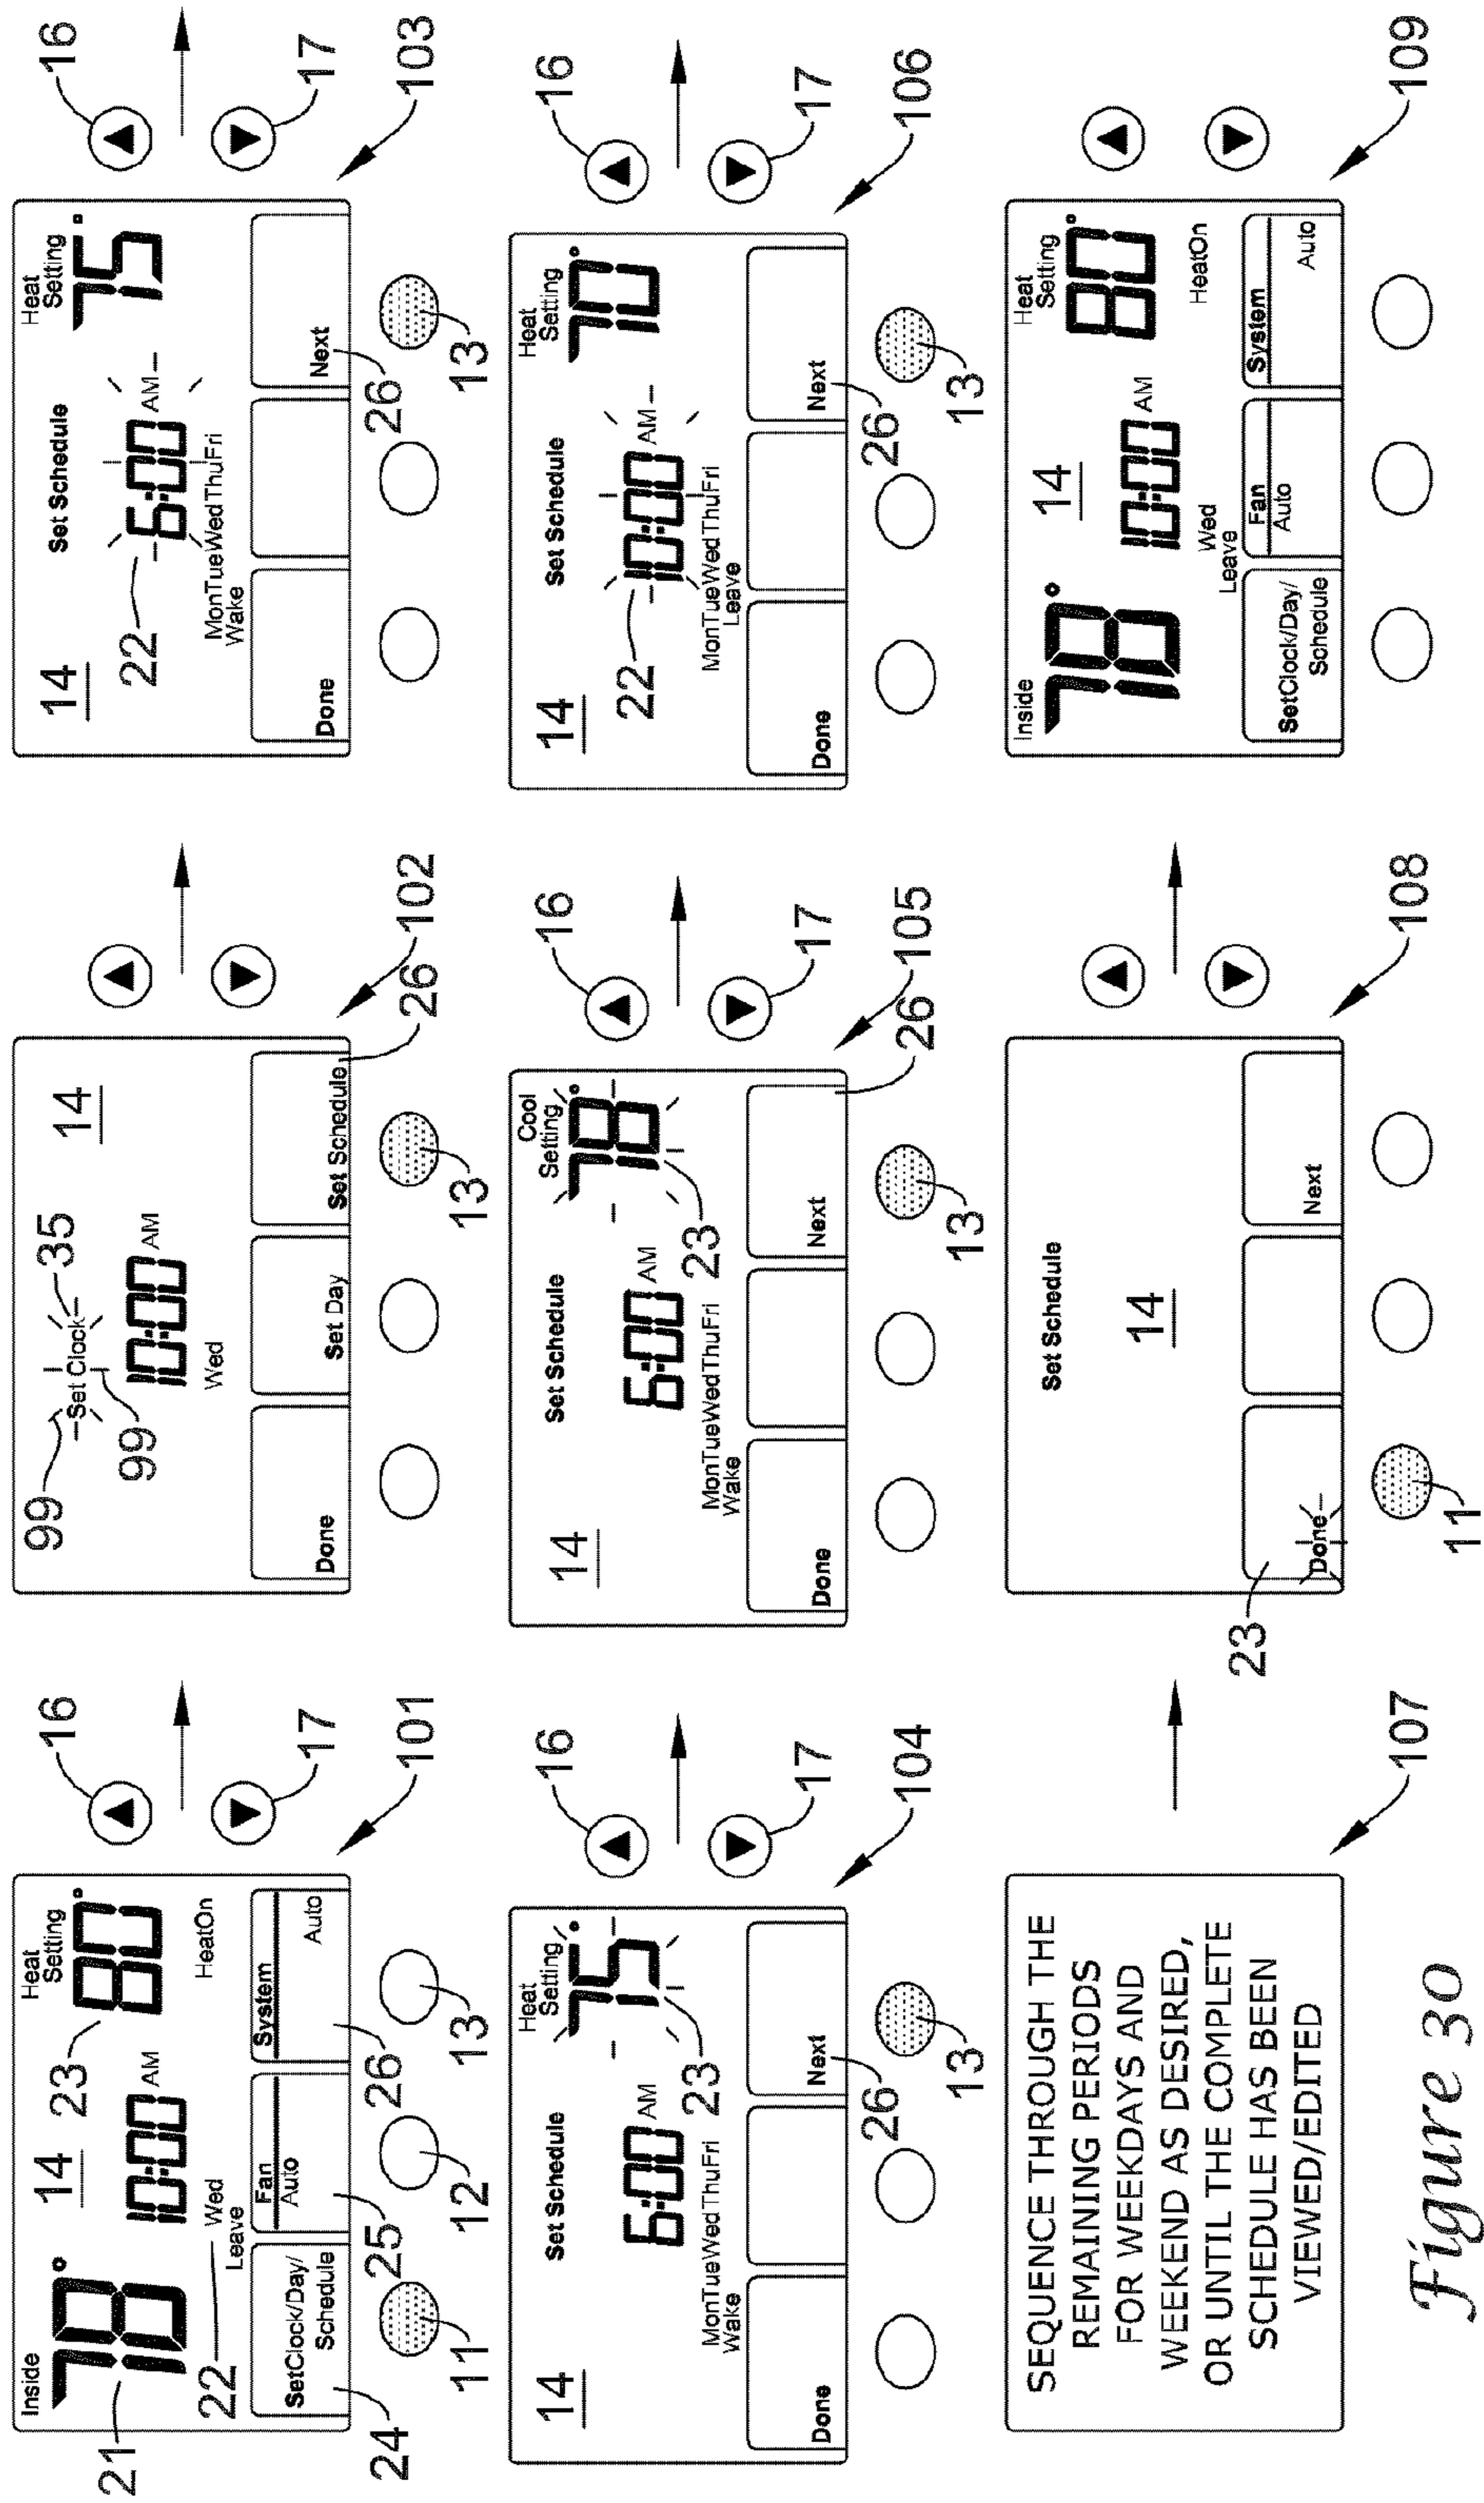 Inside
14
Heat
Setting
78°
23
80°
16
21
10:00 AM
22
Wed
Leave
HeatOn
17
SetClock/Day/
Schedule
Fan
Auto
System
Auto
24
25
26
11
12
13
101
99
35
Set Clock
14
99
10:00 AM
Wed
Done
Set Day
Set Schedule
26
13
102
14
Set Schedule
Heat
Setting
75°
16
22
6:00 AM
MonTueWedThuFri
Wake
17
Done
Next
26
13
103
14
Set Schedule
Heat
Setting
75°
16
6:00 AM
23
MonTueWedThuFri
Wake
17
Done
Next
26
13
104
14
Set Schedule
Cool
Setting
78°
16
6:00 AM
23
MonTueWedThuFri
Wake
17
Done
Next
26
13
105
14
Set Schedule
Heat
Setting
70°
16
22
10:00 AM
MonTueWedThuFri
Leave
17
Done
Next
26
13
106
SEQUENCE THROUGH THE
REMAINING PERIODS
FOR WEEKDAYS AND
WEEKEND AS DESIRED,
OR UNTIL THE COMPLETE
SCHEDULE HAS BEEN
VIEWED/EDITED
107
Set Schedule
14
23
Done
Next
11
108
Inside
14
Heat
Setting
78°
80°
10:00 AM
Wed
Leave
HeatOn
SetClock/Day/
Schedule
Fan
Auto
System
Auto
109
Figure 30